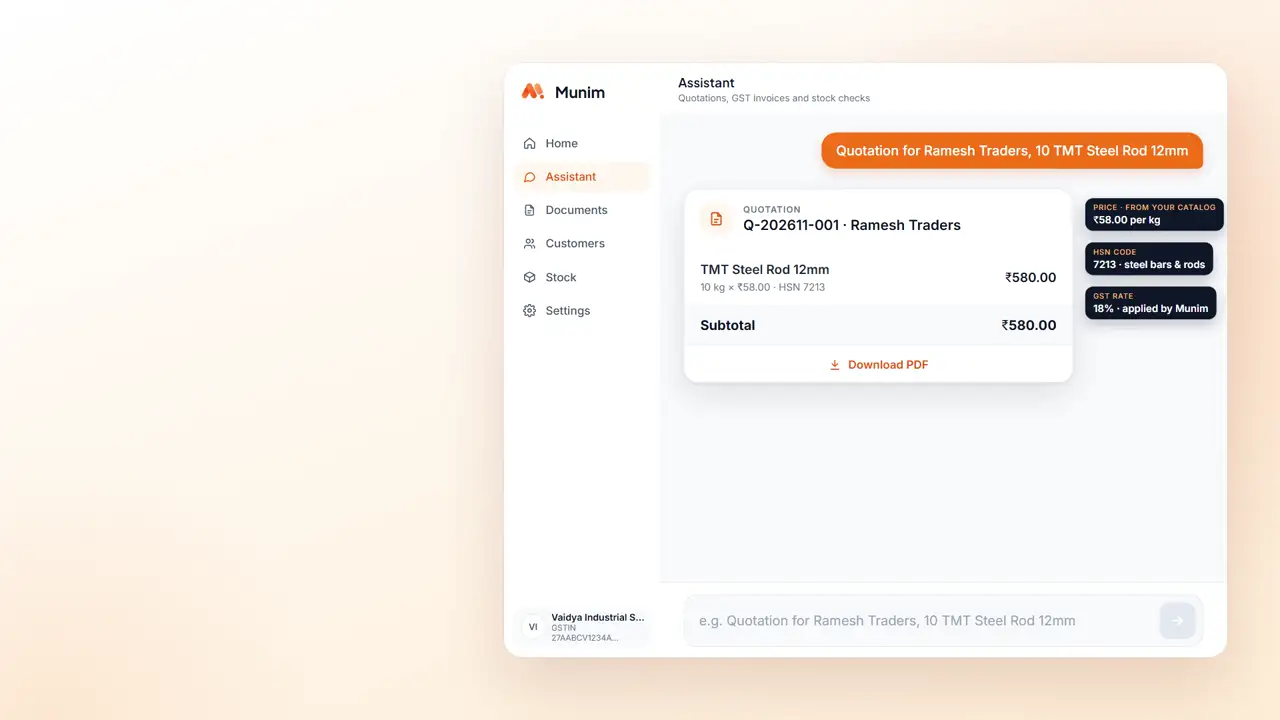 Munim
Home
Assistant
Documents
Customers
Stock
Settings
VI
Vaidya Industrial S...
GSTIN
27AABCV1234A...
Assistant
Quotations, GST invoices and stock checks
Quotation for Ramesh Traders, 10 TMT Steel Rod 12mm
QUOTATION
Q-202611-001 · Ramesh Traders
TMT Steel Rod 12mm
10 kg × ₹58.00 · HSN 7213
₹580.00
Subtotal
₹580.00
Download PDF
PRICE · FROM YOUR CATALOG
₹58.00 per kg
HSN CODE
7213 · steel bars & rods
GST RATE
18% · applied by Munim
e.g. Quotation for Ramesh Traders, 10 TMT Steel Rod 12mm